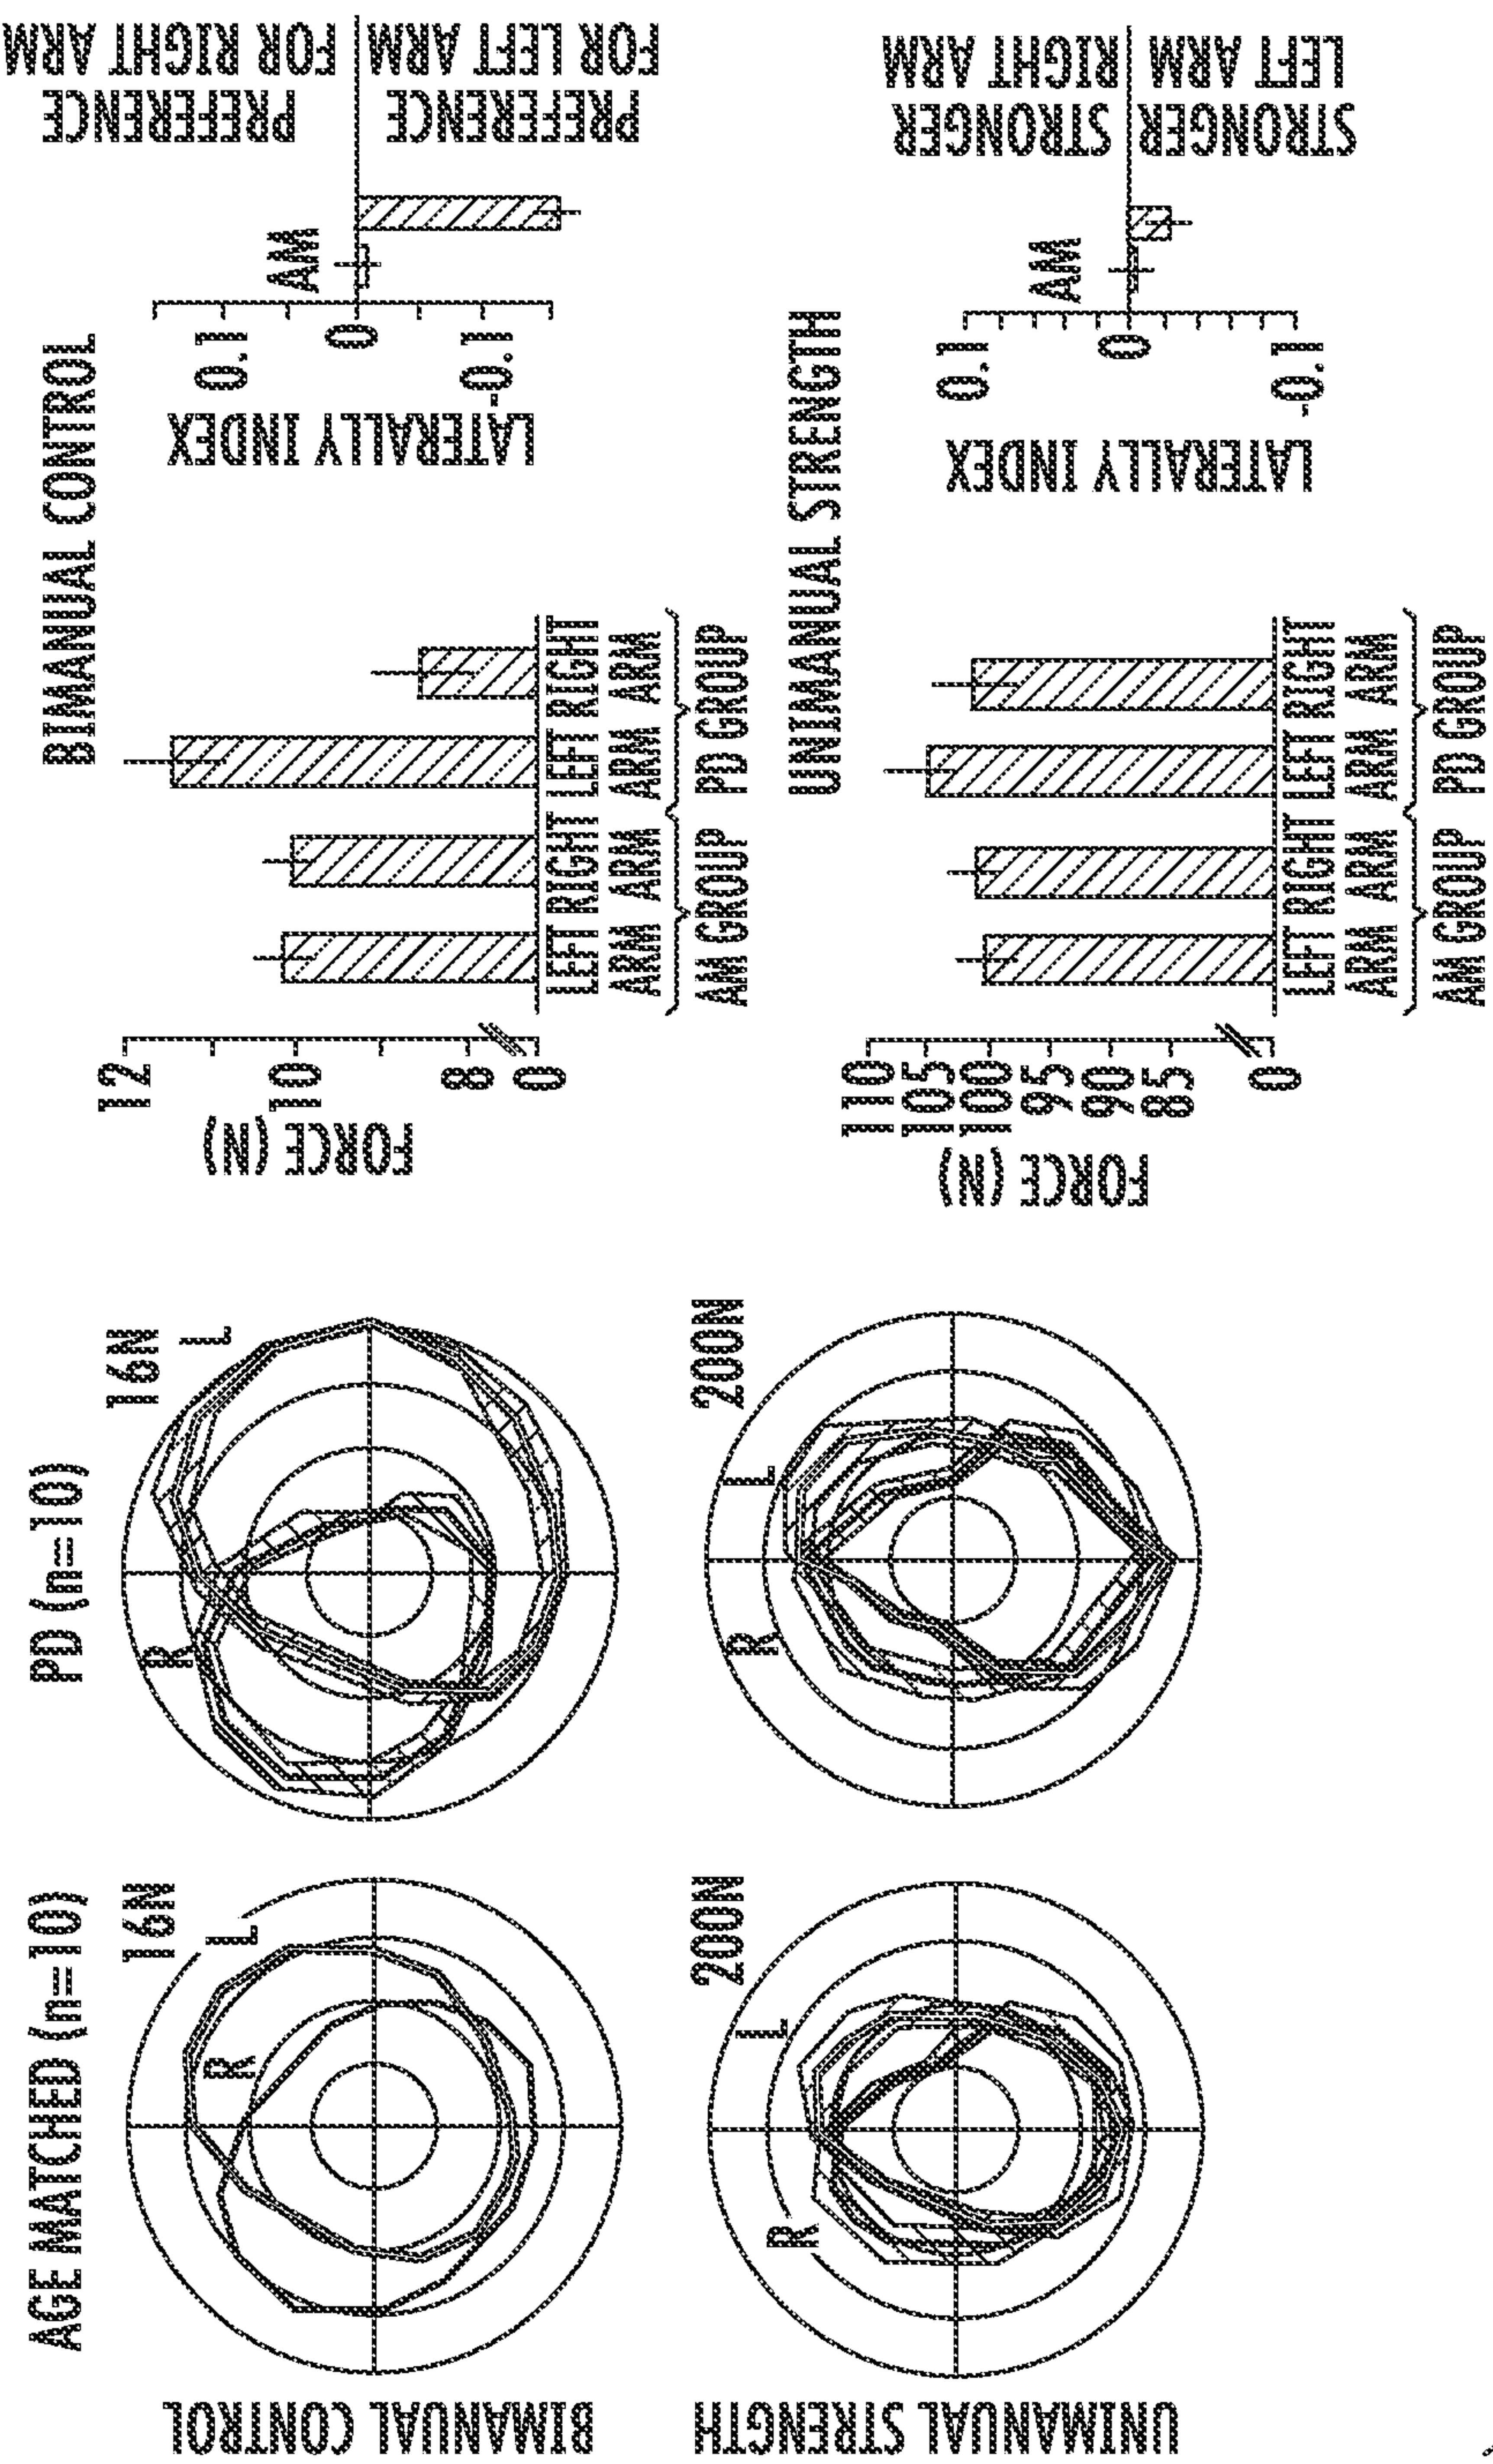 AGE MATCHED (n=10)
PD (n=10)
BIMANUAL CONTROL
16N
R
L
16N
R
L
UNIMANUAL STRENGTH
200N
R
L
200N
R
L
BIMANUAL CONTROL
FORCE (N)
12
10
8
0
LEFT RIGHT LEFT RIGHT
ARM ARM ARM ARM
AM GROUP PD GROUP
LATERALLY INDEX
0.1
0
-0.1
AM
PREFERENCE
FOR RIGHT ARM
PREFERENCE
FOR LEFT ARM
UNIMANUAL STRENGTH
FORCE (N)
110
105
100
95
90
85
0
LEFT RIGHT LEFT RIGHT
ARM ARM ARM ARM
AM GROUP PD GROUP
LATERALLY INDEX
0.1
0
-0.1
AM
STRONGER
RIGHT ARM
STRONGER
LEFT ARM